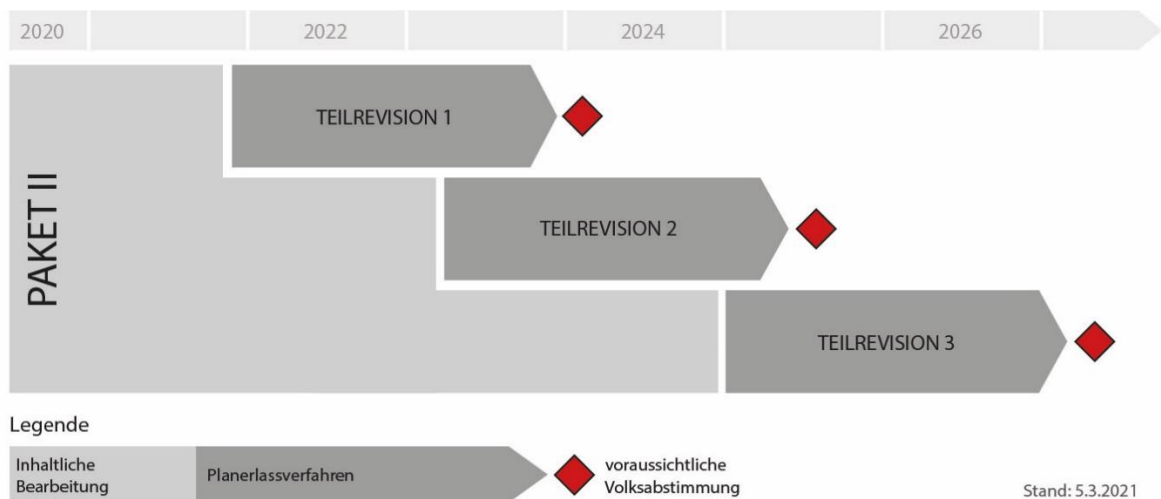 2020 2022 2024 2026
PAKET II
TEILREVISION 1
TEILREVISION 2
TEILREVISION 3
Legende
Inhaltliche
Bearbeitung
Planerlassverfahren
voraussichtliche
Volksabstimmung
Stand: 5.3.2021